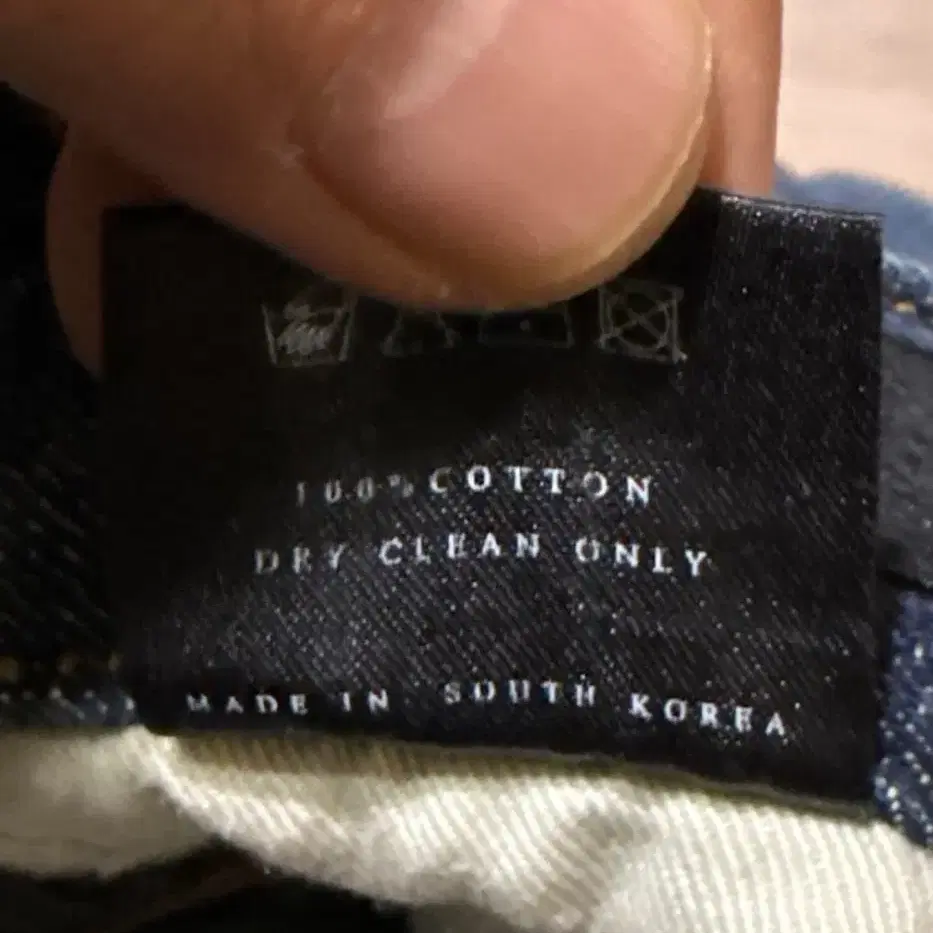 100% COTTON
DRY CLEAN ONLY
MADE IN SOUTH KOREA